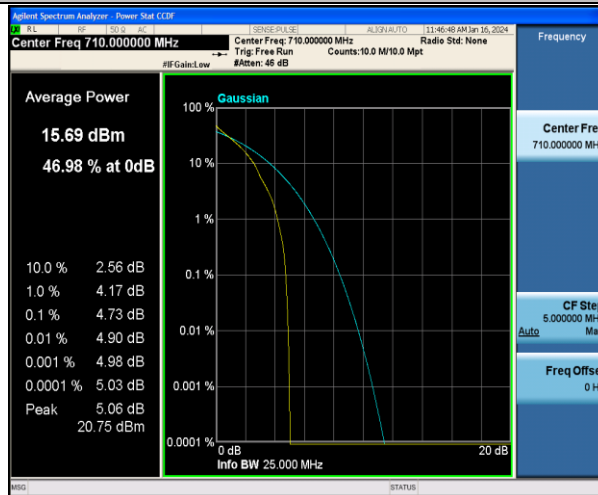 Agilent Spectrum Analyzer - Power Stat CCDF
RL RF 50 Ω AC SENSE:PULSE ALIGN AUTO 11:46:48 AM Jan 16, 2024
Center Freq 710.000000 MHz
Center Freq: 710.000000 MHz Radio Std: None
Trig: Free Run Counts:10.0 M/10.0 Mpt
#IFGain:Low #Atten: 46 dB
Frequency
Average Power
15.69 dBm
46.98 % at 0dB
10.0 % 2.56 dB
1.0 % 4.17 dB
0.1 % 4.73 dB
0.01 % 4.90 dB
0.001 % 4.98 dB
0.0001 % 5.03 dB
Peak 5.06 dB
20.75 dBm
Gaussian
100 %
10 %
1 %
0.1 %
0.01 %
0.001 %
0.0001 %
0 dB 20 dB
Info BW 25.000 MHz
Center Fre
710.000000 MH
CF Ste
5.000000 MH
Auto Ma
Freq Offse
0 H
MSG STATUS